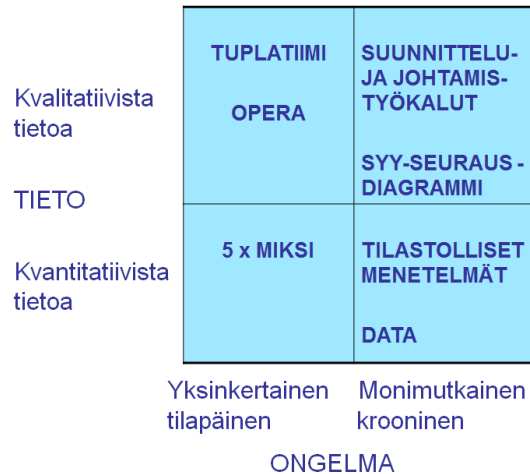 Kvalitatiivista
tietoa
TIETO
Kvantitatiivista
tietoa
TUPLATIIMI
OPERA
SUUNNITTELU-
JA JOHTAMIS-
TYÖKALUT
SYY-SEURAUS -
DIAGRAMMI
5 x MIKSI
TILASTOLLISET
MENETELMÄT
DATA
Yksinkertainen
tilapäinen
Monimutkainen
krooninen
ONGELMA